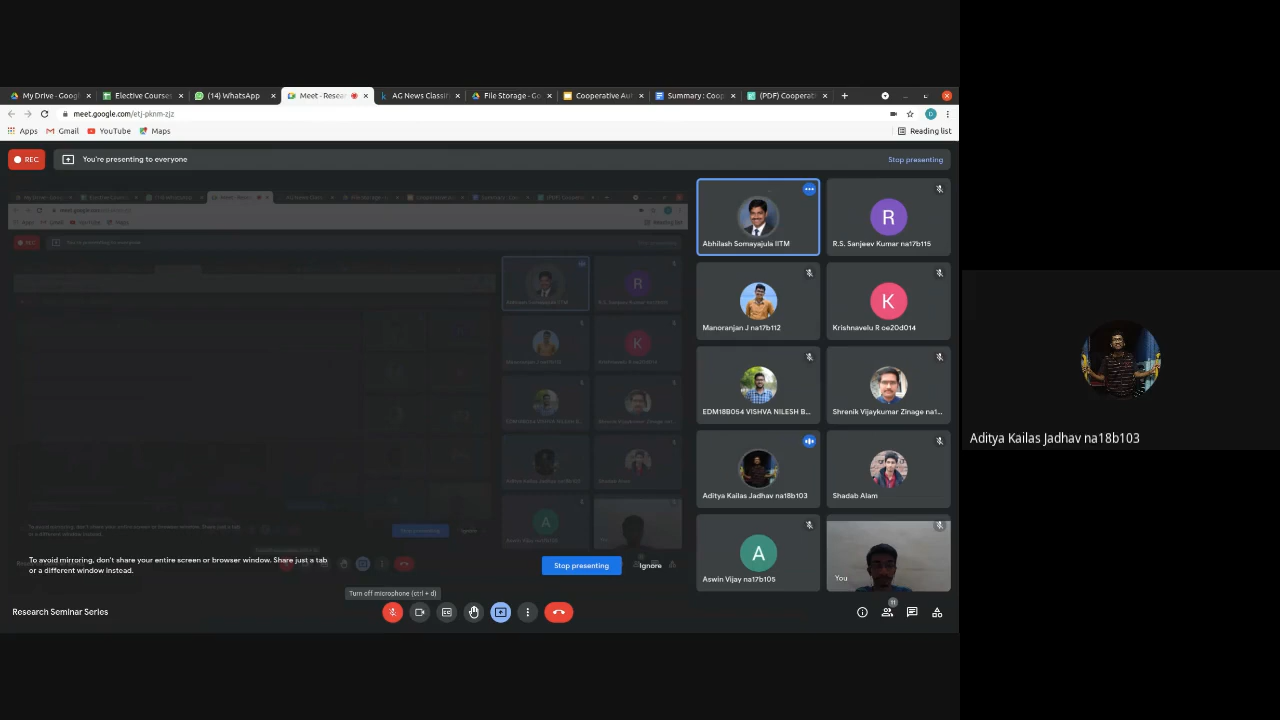 My Drive - Googl
Elective Courses
(14) WhatsApp
Meet - Resear
AG News Classif
File Storage - Go
Cooperative Au
Summary : Coop
(PDF) Cooperat
meet.google.com/etj-pknm-zjz
D
Apps
Gmail
YouTube
Maps
Reading list
REC
You're presenting to everyone
Stop presenting
Abhilash Somayajula IITM
R
R.S. Sanjeev Kumar na17b115
Manoranjan J na17b112
K
Krishnavelu R oe20d014
EDM18B054 VISHVA NILESH B...
Shrenik Vijaykumar Zinage na1...
Aditya Kailas Jadhav na18b103
Shadab Alam
A
Aswin Vijay na17b105
You
To avoid mirroring, don't share your entire screen or browser window. Share just a tab
or a different window instead.
Stop presenting
Ignore
Turn off microphone (ctrl + d)
Research Seminar Series
11
Aditya Kailas Jadhav na18b103